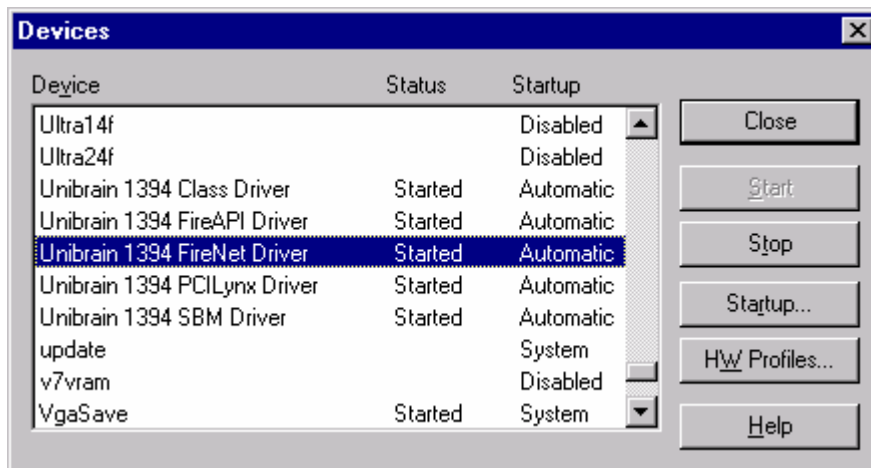 Devices
Device Status Startup
Ultra14f Disabled
Ultra24f Disabled
Unibrain 1394 Class Driver Started Automatic
Unibrain 1394 FireAPI Driver Started Automatic
Unibrain 1394 FireNet Driver Started Automatic
Unibrain 1394 PCILynx Driver Started Automatic
Unibrain 1394 SBM Driver Started Automatic
update System
v7vram Disabled
VgaSave Started System
Close
Start
Stop
Startup...
HW Profiles...
Help